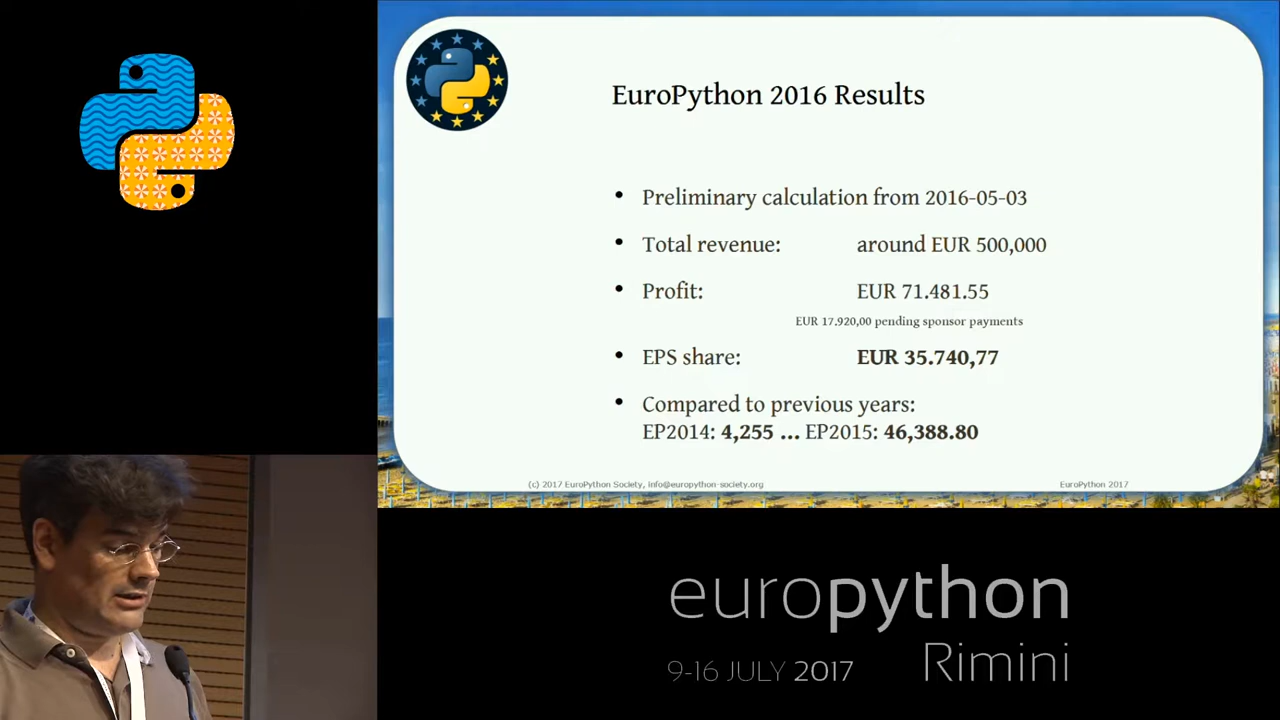 EuroPython 2016 Results
• Preliminary calculation from 2016-05-03
• Total revenue: around EUR 500,000
• Profit: EUR 71.481.55
EUR 17.920,00 pending sponsor payments
• EPS share: EUR 35.740,77
• Compared to previous years:
EP2014: 4,255 ... EP2015: 46,388.80
(c) 2017 EuroPython Society, info@europython-society.org EuroPython 2017
europython
Rimini
9-16 JULY 2017